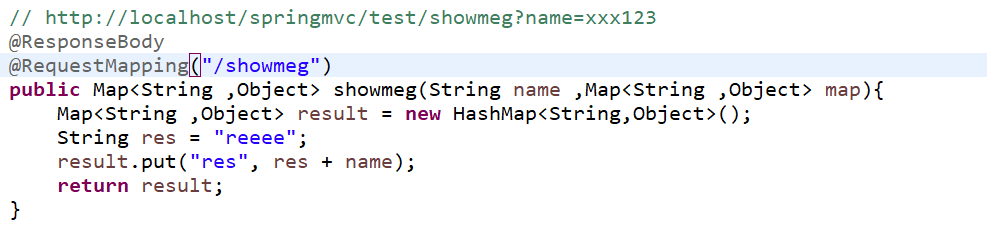 // http://localhost/springmvc/test/showmeg?name=xxx123
@ResponseBody
@RequestMapping("/showmeg")
public Map<String ,Object> showmeg(String name ,Map<String ,Object> map){
    Map<String ,Object> result = new HashMap<String,Object>();
    String res = "reeee";
    result.put("res", res + name);
    return result;
}